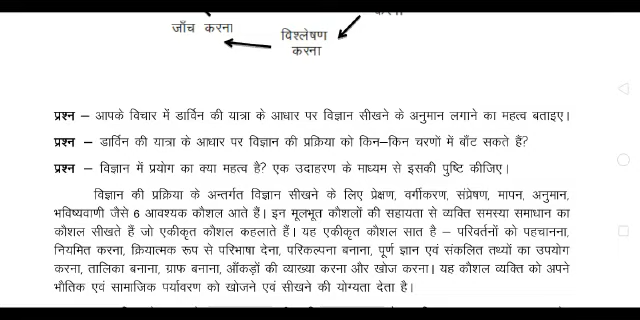 जाँच करना
विश्लेषण
करना
प्रश्न – आपके विचार में डार्विन की यात्रा के आधार पर विज्ञान सीखने के अनुमान लगाने का महत्व बताइए।
प्रश्न – डार्विन की यात्रा के आधार पर विज्ञान की प्रक्रिया को किन–किन चरणों में बाँट सकते हैं?
प्रश्न – विज्ञान में प्रयोग का क्या महत्व है? एक उदाहरण के माध्यम से इसकी पुष्टि कीजिए।
विज्ञान की प्रक्रिया के अन्तर्गत विज्ञान सीखने के लिए प्रेक्षण, वर्गीकरण, संप्रेषण, मापन, अनुमान,
भविष्यवाणी जैसे 6 आवश्यक कौशल आते हैं। इन मूलभूत कौशलों की सहायता से व्यक्ति समस्या समाधान का
कौशल सीखते हैं जो एकीकृत कौशल कहलाते हैं। यह एकीकृत कौशल सात है – परिवर्तनों को पहचानना,
नियमित करना, क्रियात्मक रूप से परिभाषा देना, परिकल्पना बनाना, पूर्ण ज्ञान एवं संकलित तथ्यों का उपयोग
करना, तालिका बनाना, ग्राफ बनाना, आँकड़ों की व्याख्या करना और खोज करना। यह कौशल व्यक्ति को अपने
भौतिक एवं सामाजिक पर्यावरण को खोजने एवं सीखने की योग्यता देता है।